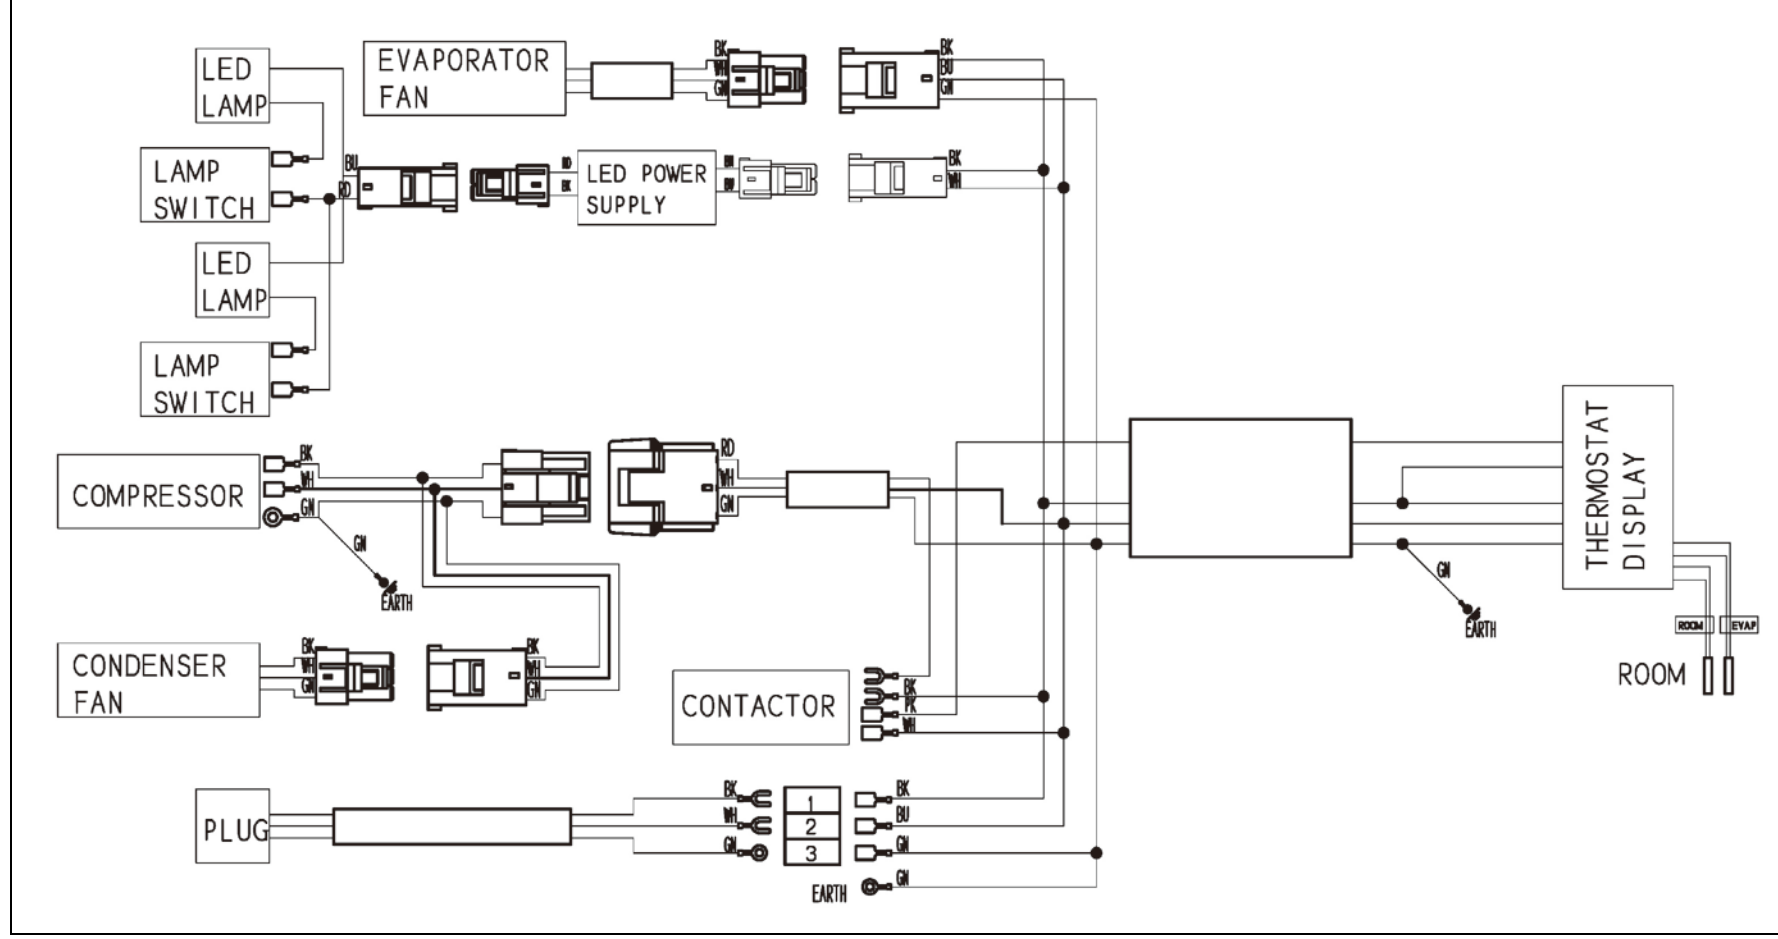 LED
LAMP
EVAPORATOR
FAN
BK
WH
GN
BK
BU
GN
LAMP
SWITCH
BU
RD
RD
BK
LED POWER
SUPPLY
BU
BK
WH
LED
LAMP
LAMP
SWITCH
COMPRESSOR
BK
WH
GN
GN
EARTH
RD
WH
GN
THERMOSTAT
DISPLAY
GN
EARTH
ROOM
EVAP
ROOM
CONDENSER
FAN
BK
WH
GN
BK
WH
GN
CONTACTOR
BK
PK
WH
PLUG
BK
WH
GN
1
2
3
BK
BU
GN
EARTH
GN